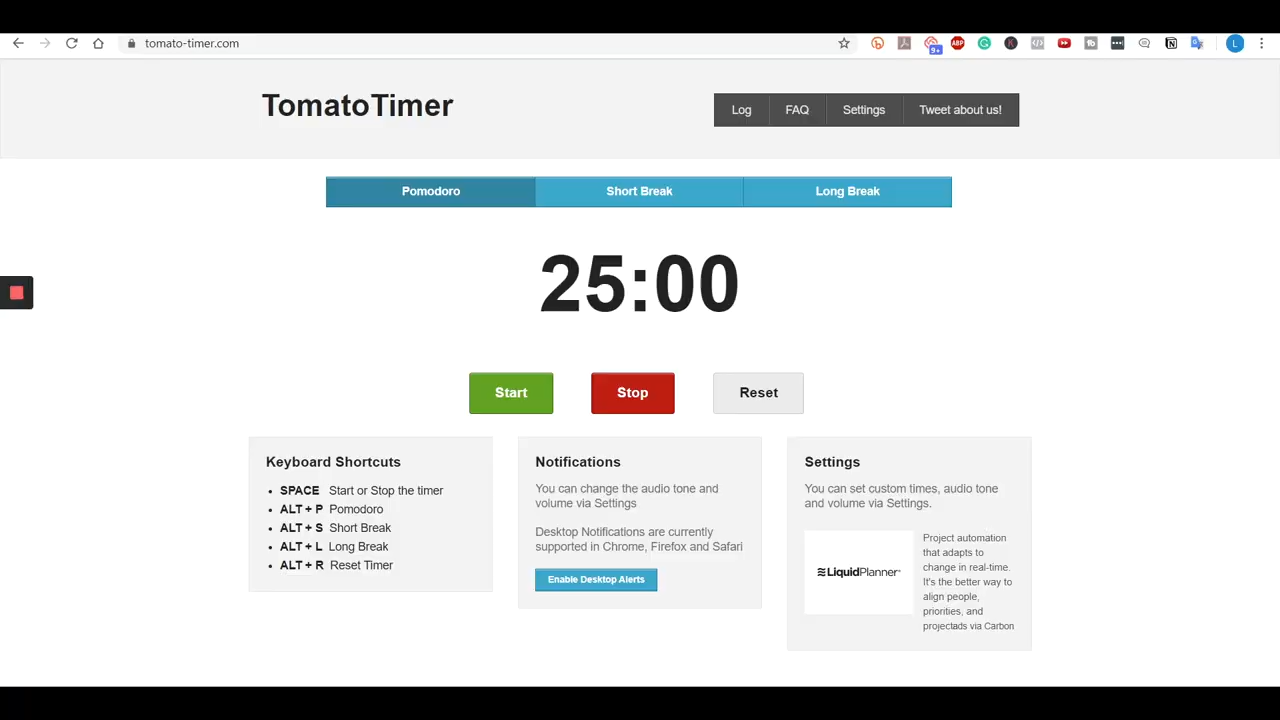 tomato-timer.com
ABP
9+
L
TomatoTimer
Log FAQ Settings Tweet about us!
Pomodoro Short Break Long Break
25:00
Start Stop Reset
Keyboard Shortcuts
SPACE Start or Stop the timer
ALT + P Pomodoro
ALT + S Short Break
ALT + L Long Break
ALT + R Reset Timer
Notifications
You can change the audio tone and
volume via Settings
Desktop Notifications are currently
supported in Chrome, Firefox and Safari
Enable Desktop Alerts
Settings
You can set custom times, audio tone
and volume via Settings.
LiquidPlanner
Project automation
that adapts to
change in real-time.
It's the better way to
align people,
priorities, and
projectads via Carbon